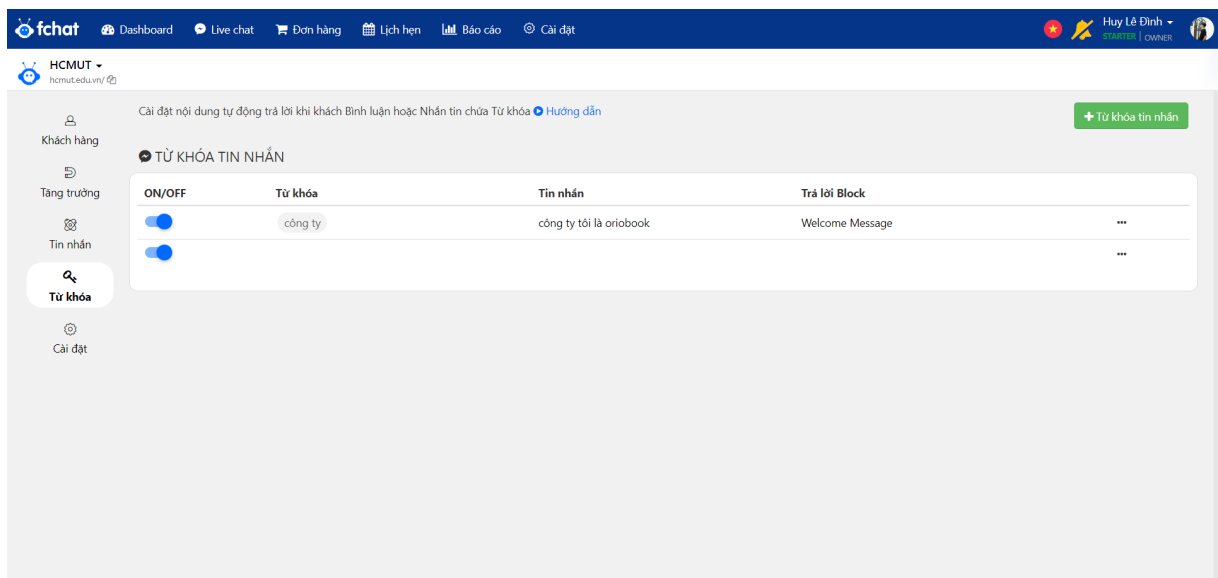 fchat Dashboard Live chat Đơn hàng Lịch hẹn Báo cáo Cài đặt Huy Lê Đình
STARTER | OWNER
HCMUT
hcmut.edu.vn/
Cài đặt nội dung tự động trả lời khi khách Bình luận hoặc Nhắn tin chứa Từ khóa Hướng dẫn
+ Từ khóa tin nhắn
Khách hàng
Tăng trưởng
Tin nhắn
Từ khóa
Cài đặt
TỪ KHÓA TIN NHẮN
ON/OFF Từ khóa Tin nhắn Trả lời Block
công ty công ty tôi là oriobook Welcome Message ...
...